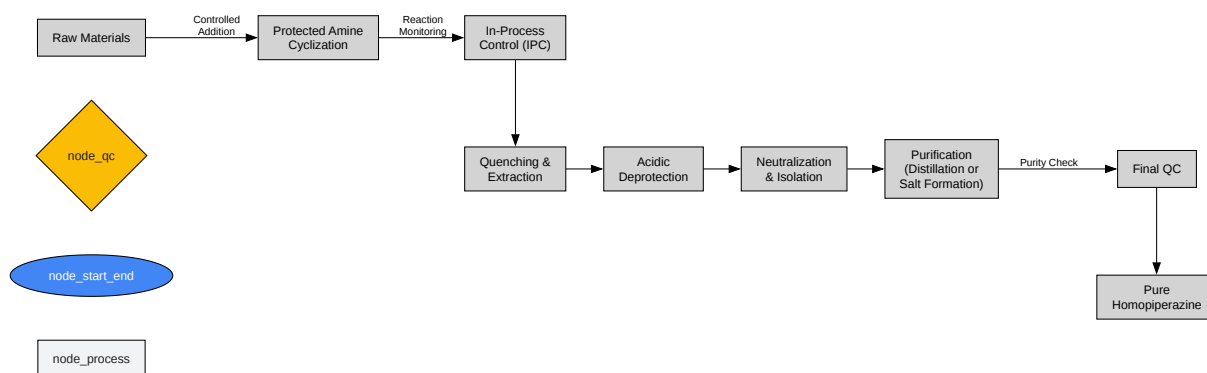 Raw Materials
Controlled
Addition
Protected Amine
Cyclization
Reaction
Monitoring
In-Process
Control (IPC)
node_qc
Quenching &
Extraction
Acidic
Deprotection
Neutralization
& Isolation
Purification
(Distillation or
Salt Formation)
Purity Check
Final QC
node_start_end
Pure
Homopiperazine
node_process